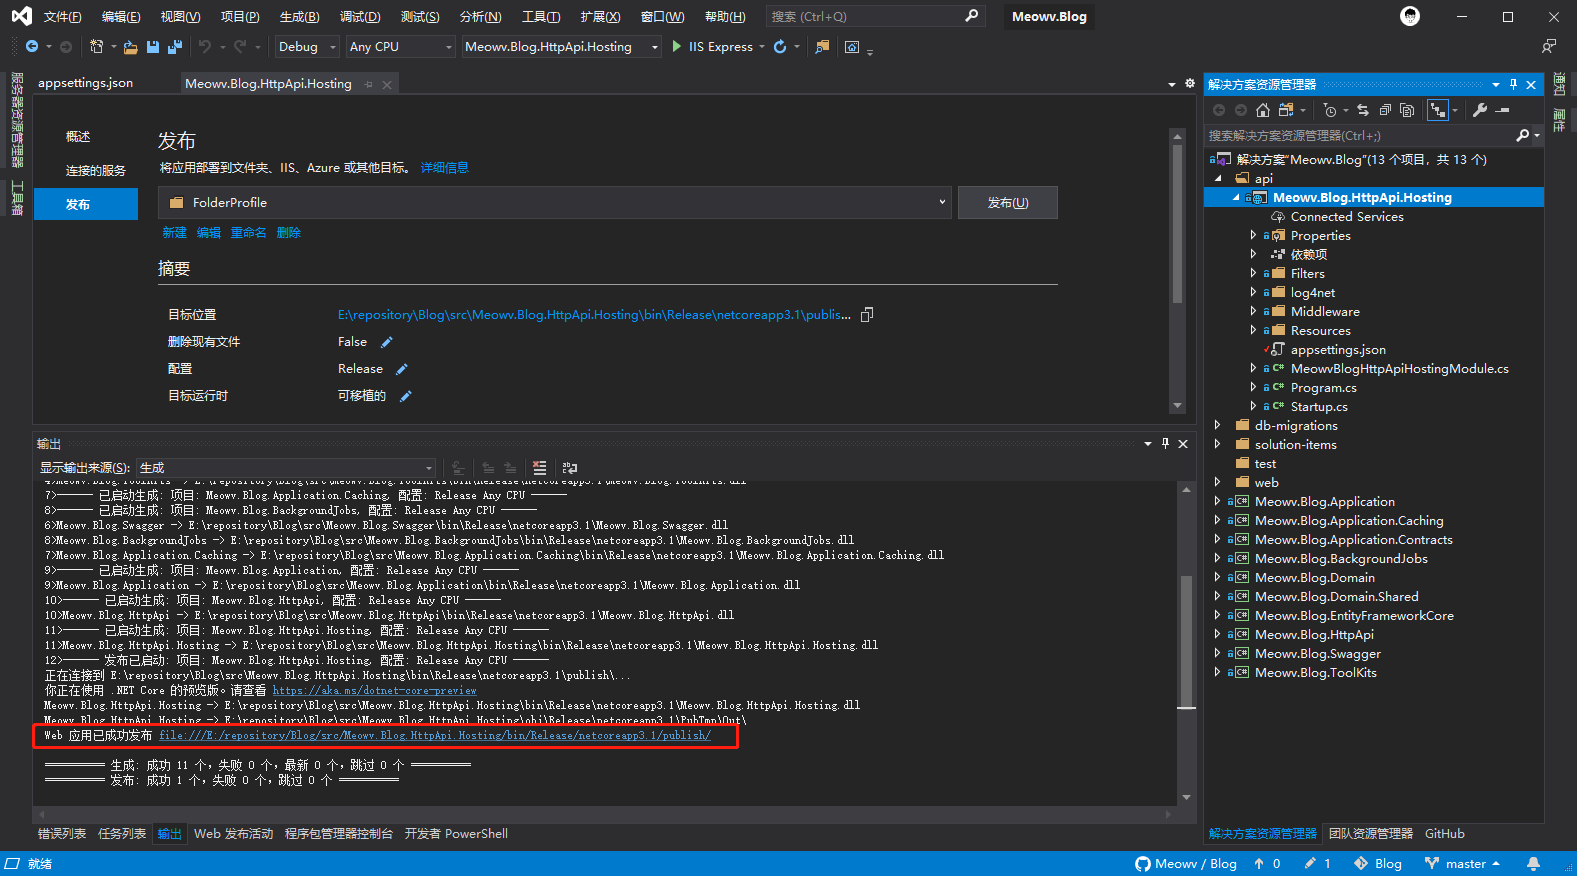 文件(F) 编辑(E) 视图(V) 项目(P) 生成(B) 调试(D) 测试(S) 分析(N) 工具(T) 扩展(X) 窗口(W) 帮助(H) 搜索 (Ctrl+Q) Meowv.Blog
Debug Any CPU Meowv.Blog.HttpApi.Hosting IIS Express
服务器资源管理器
工具箱
appsettings.json Meowv.Blog.HttpApi.Hosting
概述
连接的服务
发布
发布
将应用部署到文件夹、IIS、Azure 或其他目标。 详细信息
FolderProfile 发布(U)
新建 编辑 重命名 删除
摘要
目标位置 E:\repository\Blog\src\Meowv.Blog.HttpApi.Hosting\bin\Release\netcoreapp3.1\publis...
删除现有文件 False
配置 Release
目标运行时 可移植的
输出
显示输出来源(S): 生成
4>Meowv.Blog.ToolKits -> E:\repository\Blog\src\Meowv.Blog.ToolKits\bin\Release\netcoreapp3.1\Meowv.Blog.ToolKits.dll
7>------ 已启动生成: 项目: Meowv.Blog.Application.Caching, 配置: Release Any CPU ------
8>------ 已启动生成: 项目: Meowv.Blog.BackgroundJobs, 配置: Release Any CPU ------
6>Meowv.Blog.Swagger -> E:\repository\Blog\src\Meowv.Blog.Swagger\bin\Release\netcoreapp3.1\Meowv.Blog.Swagger.dll
8>Meowv.Blog.BackgroundJobs -> E:\repository\Blog\src\Meowv.Blog.BackgroundJobs\bin\Release\netcoreapp3.1\Meowv.Blog.BackgroundJobs.dll
7>Meowv.Blog.Application.Caching -> E:\repository\Blog\src\Meowv.Blog.Application.Caching\bin\Release\netcoreapp3.1\Meowv.Blog.Application.Caching.dll
9>------ 已启动生成: 项目: Meowv.Blog.Application, 配置: Release Any CPU ------
9>Meowv.Blog.Application -> E:\repository\Blog\src\Meowv.Blog.Application\bin\Release\netcoreapp3.1\Meowv.Blog.Application.dll
10>------ 已启动生成: 项目: Meowv.Blog.HttpApi, 配置: Release Any CPU ------
10>Meowv.Blog.HttpApi -> E:\repository\Blog\src\Meowv.Blog.HttpApi\bin\Release\netcoreapp3.1\Meowv.Blog.HttpApi.dll
11>------ 已启动生成: 项目: Meowv.Blog.HttpApi.Hosting, 配置: Release Any CPU ------
11>Meowv.Blog.HttpApi.Hosting -> E:\repository\Blog\src\Meowv.Blog.HttpApi.Hosting\bin\Release\netcoreapp3.1\Meowv.Blog.HttpApi.Hosting.dll
12>------ 发布已启动: 项目: Meowv.Blog.HttpApi.Hosting, 配置: Release Any CPU ------
正在连接到 E:\repository\Blog\src\Meowv.Blog.HttpApi.Hosting\bin\Release\netcoreapp3.1\publish\...
你正在使用 .NET Core 的预览版。请查看 https://aka.ms/dotnet-core-preview
Meowv.Blog.HttpApi.Hosting -> E:\repository\Blog\src\Meowv.Blog.HttpApi.Hosting\bin\Release\netcoreapp3.1\Meowv.Blog.HttpApi.Hosting.dll
Meowv.Blog.HttpApi.Hosting -> E:\repository\Blog\src\Meowv.Blog.HttpApi.Hosting\obj\Release\netcoreapp3.1\PubTmp\Out\
Web 应用已成功发布 file:///E:/repository/Blog/src/Meowv.Blog.HttpApi.Hosting/bin/Release/netcoreapp3.1/publish/
========== 生成: 成功 11 个，失败 0 个，最新 0 个，跳过 0 个 ==========
========== 发布: 成功 1 个，失败 0 个，跳过 0 个 ==========
错误列表 任务列表 输出 Web 发布活动 程序包管理器控制台 开发者 PowerShell
解决方案资源管理器
搜索解决方案资源管理器(Ctrl+;)
解决方案"Meowv.Blog"(13 个项目，共 13 个)
api
Meowv.Blog.HttpApi.Hosting
Connected Services
Properties
依赖项
Filters
log4net
Middleware
Resources
appsettings.json
C# MeowvBlogHttpApiHostingModule.cs
C# Program.cs
C# Startup.cs
db-migrations
solution-items
test
web
C# Meowv.Blog.Application
C# Meowv.Blog.Application.Caching
C# Meowv.Blog.Application.Contracts
C# Meowv.Blog.BackgroundJobs
C# Meowv.Blog.Domain
C# Meowv.Blog.Domain.Shared
C# Meowv.Blog.EntityFrameworkCore
C# Meowv.Blog.HttpApi
C# Meowv.Blog.Swagger
C# Meowv.Blog.ToolKits
解决方案资源管理器 团队资源管理器 GitHub
通知
属性
就绪 Meowv / Blog 0 1 Blog master